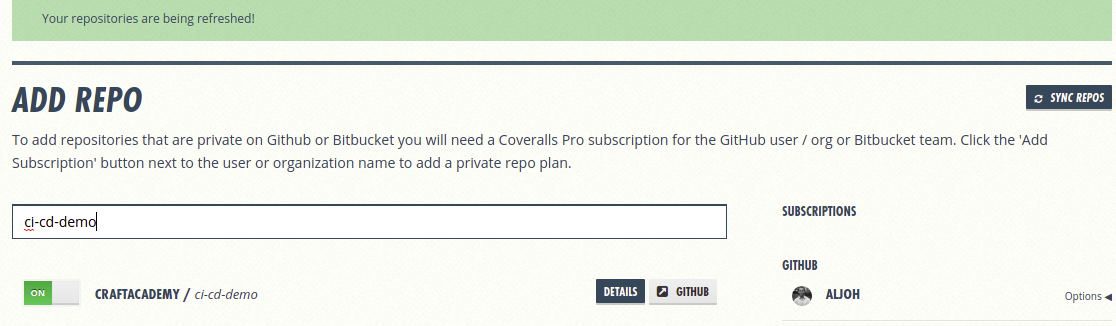 Your repositories are being refreshed!
ADD REPO
SYNC REPOS
To add repositories that are private on Github or Bitbucket you will need a Coveralls Pro subscription for the GitHub user / org or Bitbucket team. Click the 'Add
Subscription' button next to the user or organization name to add a private repo plan.
ci-cd-demo
SUBSCRIPTIONS
GITHUB
ON CRAFTACADEMY / ci-cd-demo DETAILS GITHUB
ALJOH Options